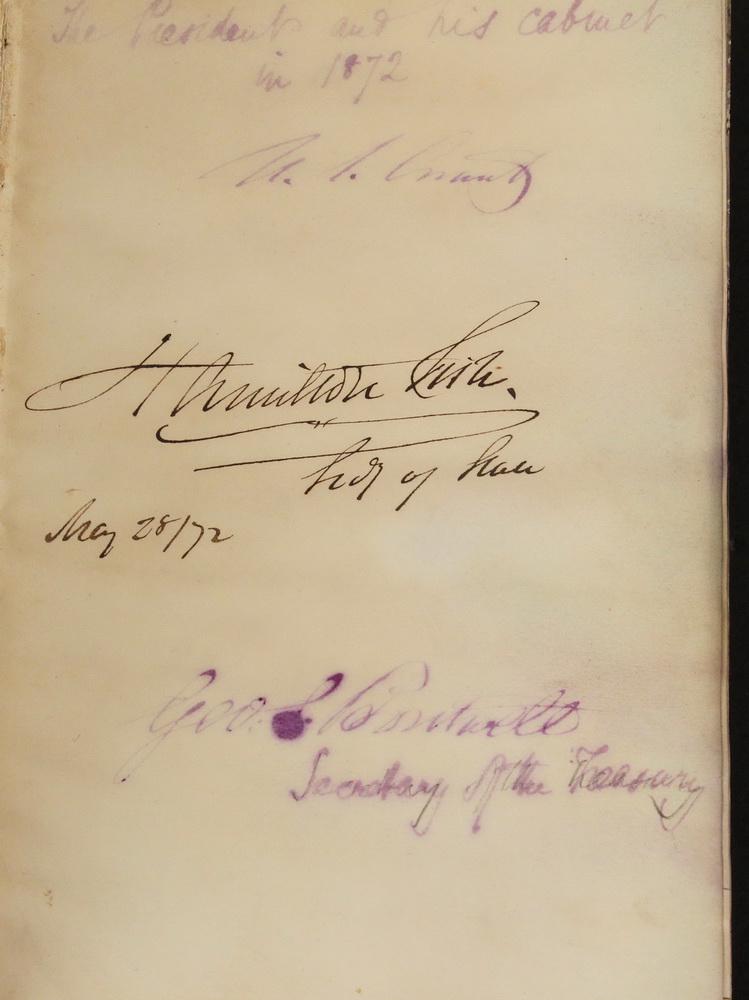 The President and his cabinet
in 1872
U. S. Grant
Hamilton Fish.
Secy of State
May 28/72
Geo. S. Boutwell
Secretary of the Treasury